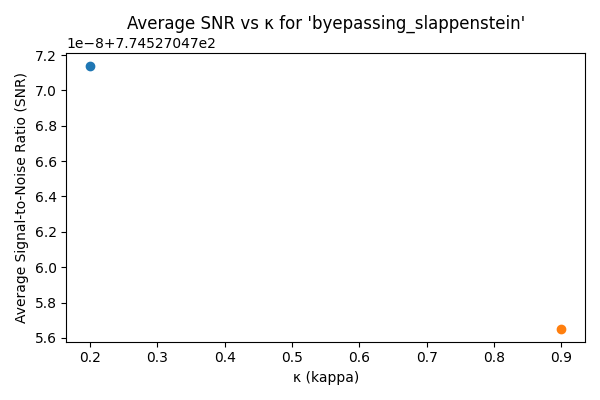 Average SNR vs κ for 'byepassing_slappenstein'
1e−8+7.74527047e2
7.2
7.0
6.8
6.6
6.4
6.2
6.0
5.8
5.6
Average Signal-to-Noise Ratio (SNR)
0.2 0.3 0.4 0.5 0.6 0.7 0.8 0.9
κ (kappa)